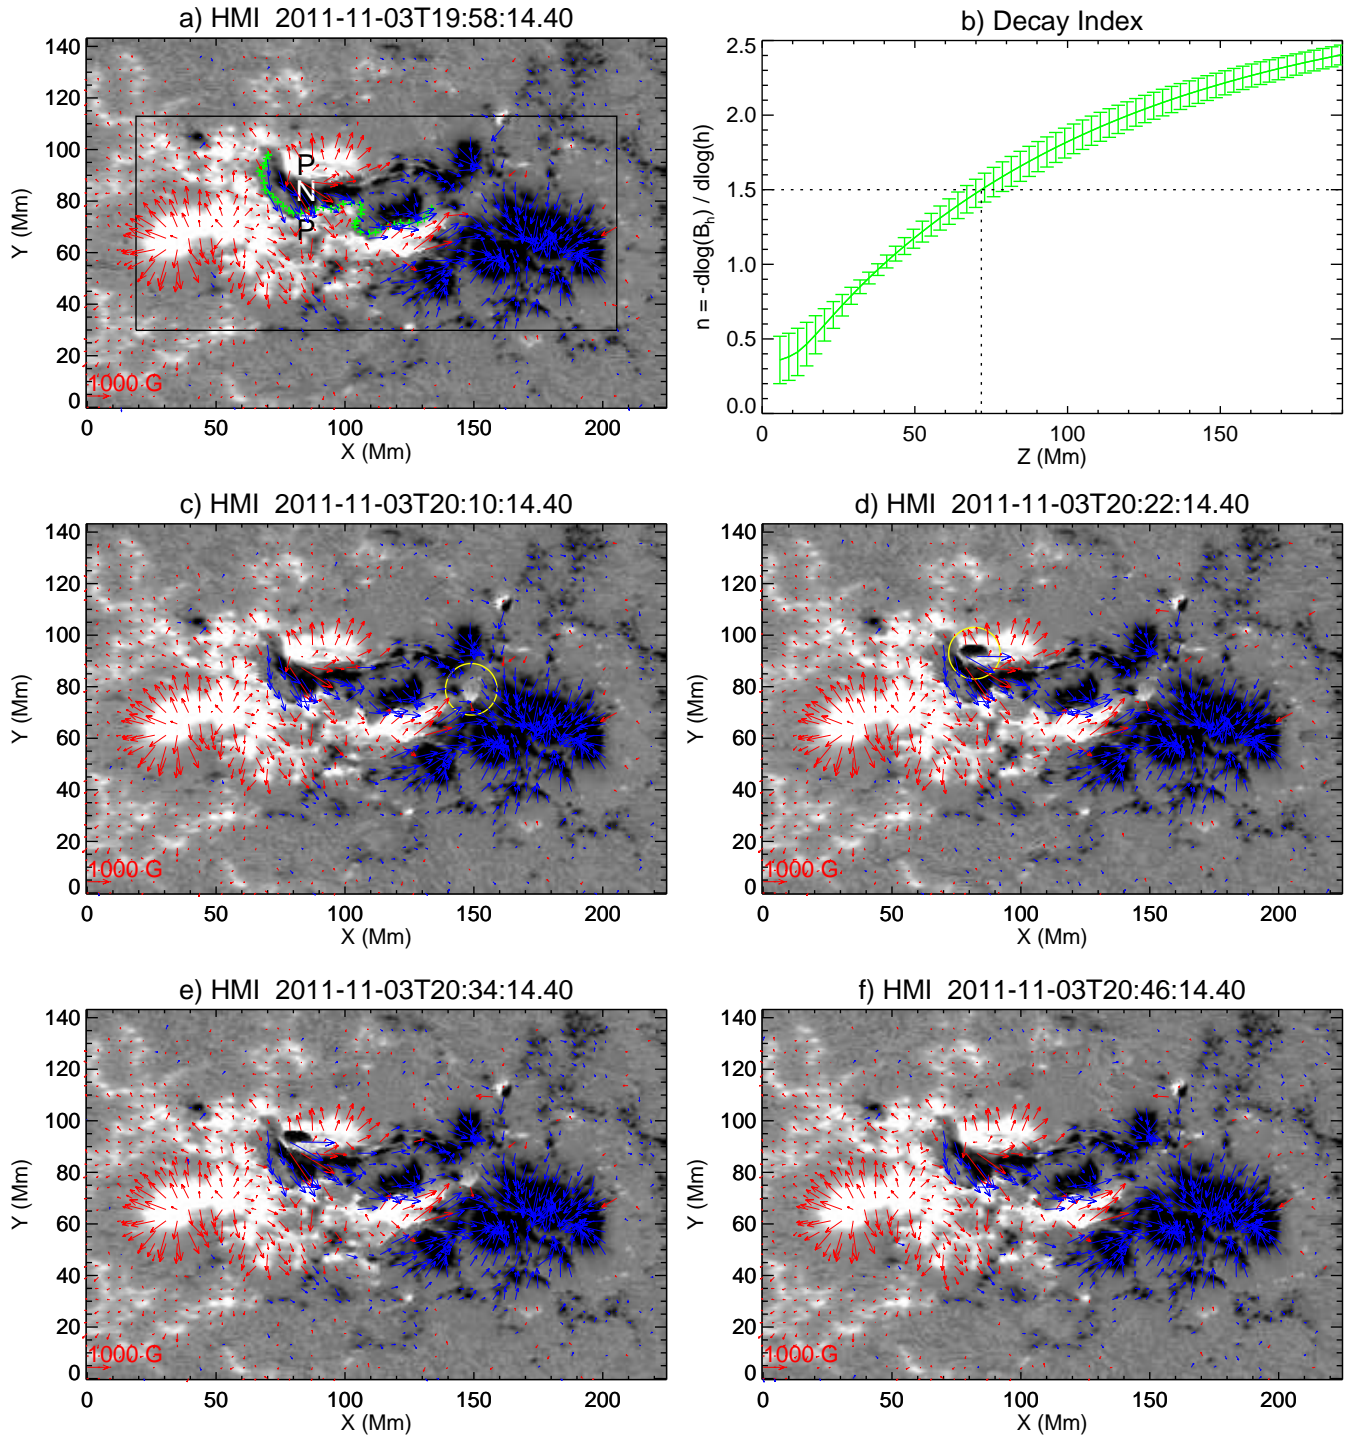 a) HMI 2011-11-03T19:58:14.40
140
120
100
80
60
40
20
0
Y (Mm)
P
N
P
1000 G
0 50 100 150 200
X (Mm)
b) Decay Index
2.5
2.0
1.5
1.0
0.5
0.0
n = -dlog(B_h) / dlog(h)
0 50 100 150
Z (Mm)
c) HMI 2011-11-03T20:10:14.40
140
120
100
80
60
40
20
0
Y (Mm)
1000 G
0 50 100 150 200
X (Mm)
d) HMI 2011-11-03T20:22:14.40
140
120
100
80
60
40
20
0
Y (Mm)
1000 G
0 50 100 150 200
X (Mm)
e) HMI 2011-11-03T20:34:14.40
140
120
100
80
60
40
20
0
Y (Mm)
1000 G
0 50 100 150 200
X (Mm)
f) HMI 2011-11-03T20:46:14.40
140
120
100
80
60
40
20
0
Y (Mm)
1000 G
0 50 100 150 200
X (Mm)